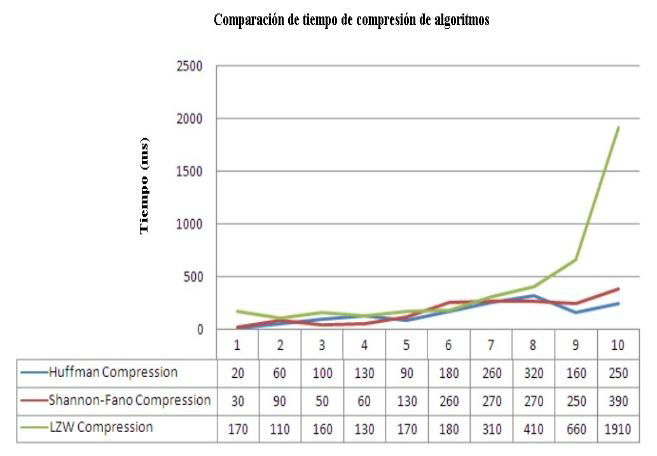 Comparación de tiempo de compresión de algoritmos
Tiempo (ms)
2500
2000
1500
1000
500
0
1 2 3 4 5 6 7 8 9 10
Huffman Compression 20 60 100 130 90 180 260 320 160 250
Shannon-Fano Compression 30 90 50 60 130 260 270 270 250 390
LZW Compression 170 110 160 130 170 180 310 410 660 1910